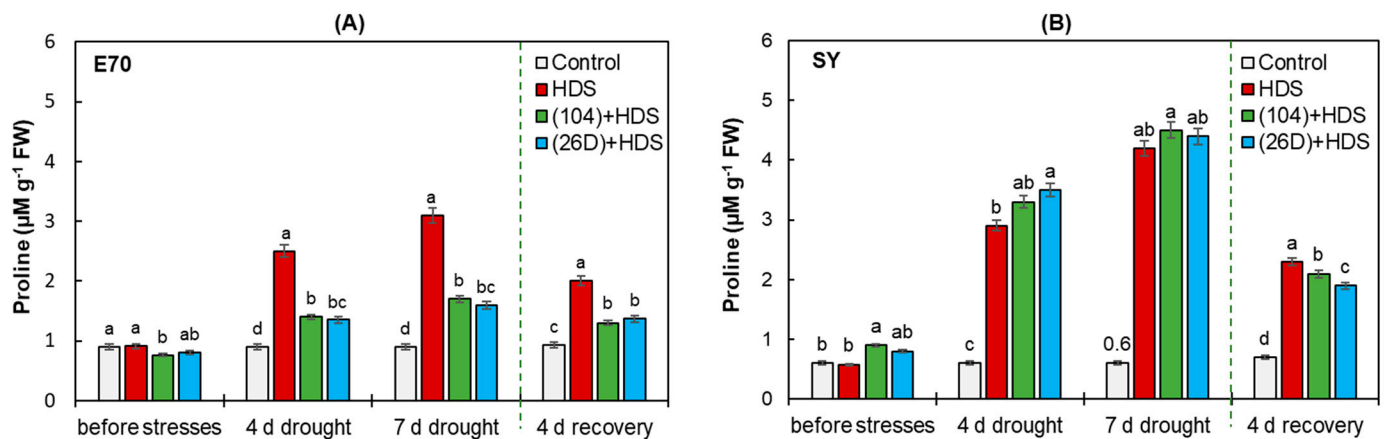 (A)
E70
Control
HDS
(104)+HDS
(26D)+HDS
Proline (µM g⁻¹ FW)
6
5
4
3
2
1
0
a a b ab
d a b bc
d a b bc
c a b b
before stresses 4 d drought 7 d drought 4 d recovery
(B)
SY
Control
HDS
(104)+HDS
(26D)+HDS
Proline (µM g⁻¹ FW)
6
5
4
3
2
1
0
b b a ab
c b ab a
0.6 ab a ab
d a b c
before stresses 4 d drought 7 d drought 4 d recovery